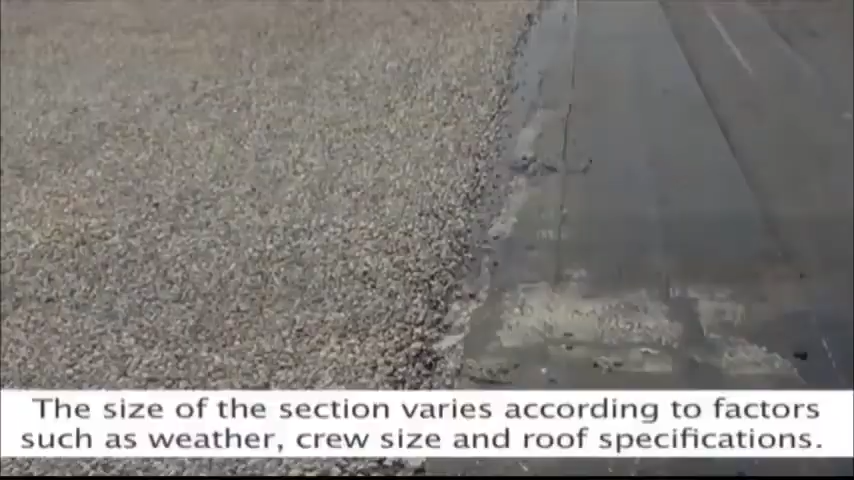 The size of the section varies according to factors
such as weather, crew size and roof specifications.